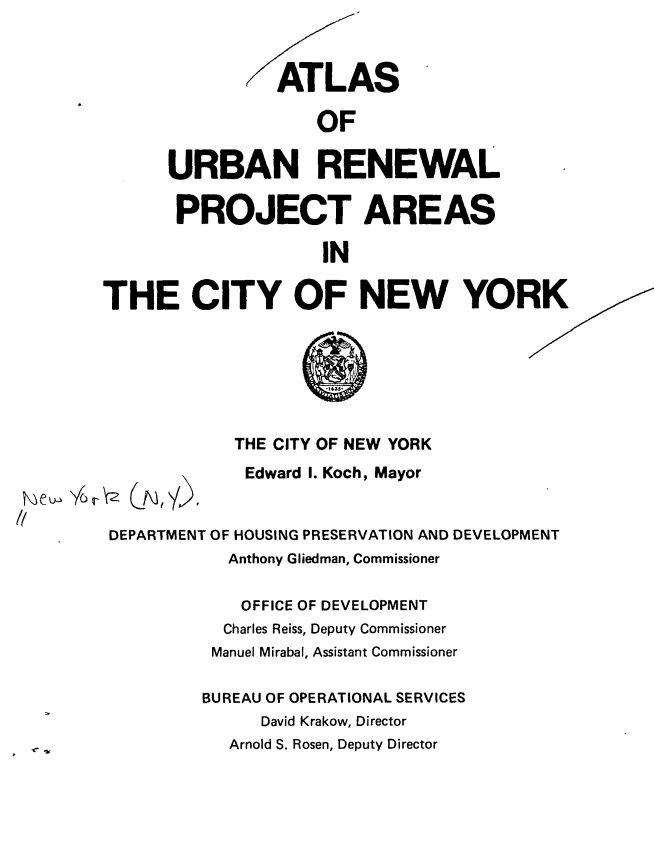 ATLAS
OF
URBAN RENEWAL
PROJECT AREAS
IN
THE CITY OF NEW YORK
·1625·
THE CITY OF NEW YORK
Edward I. Koch, Mayor
New York (N,Y,).
DEPARTMENT OF HOUSING PRESERVATION AND DEVELOPMENT
Anthony Gliedman, Commissioner
OFFICE OF DEVELOPMENT
Charles Reiss, Deputy Commissioner
Manuel Mirabal, Assistant Commissioner
BUREAU OF OPERATIONAL SERVICES
David Krakow, Director
Arnold S. Rosen, Deputy Director